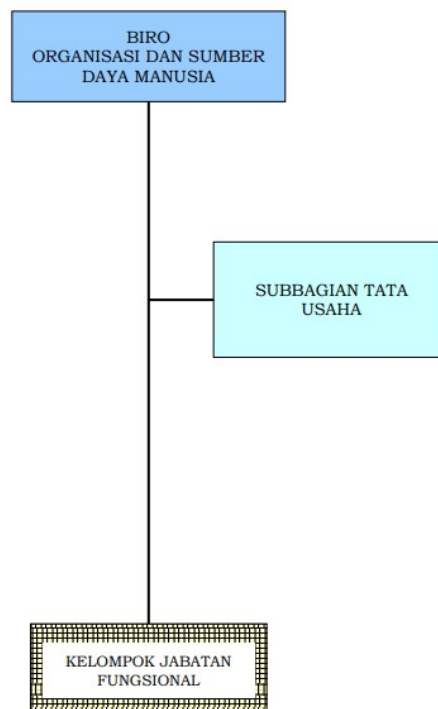 BIRO
ORGANISASI DAN SUMBER
DAYA MANUSIA
SUBBAGIAN TATA
USAHA
KELOMPOK JABATAN
FUNGSIONAL